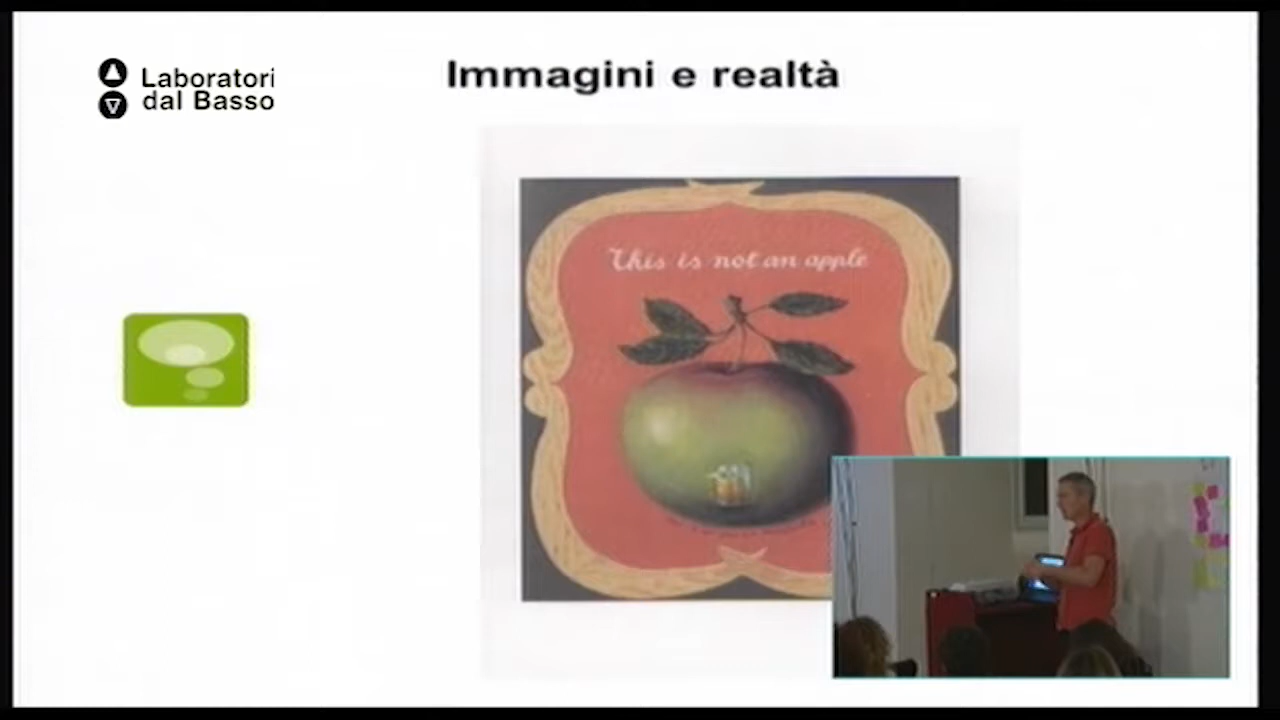 Immagini e realtà
Laboratori
dal Basso
This is not an apple